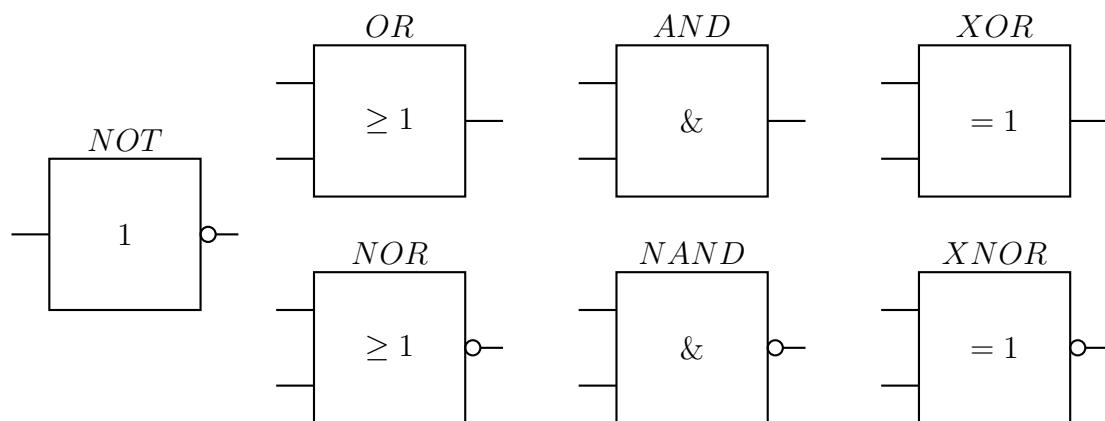 OR AND XOR
≥ 1 & = 1
NOT
1
NOR NAND XNOR
≥ 1 & = 1